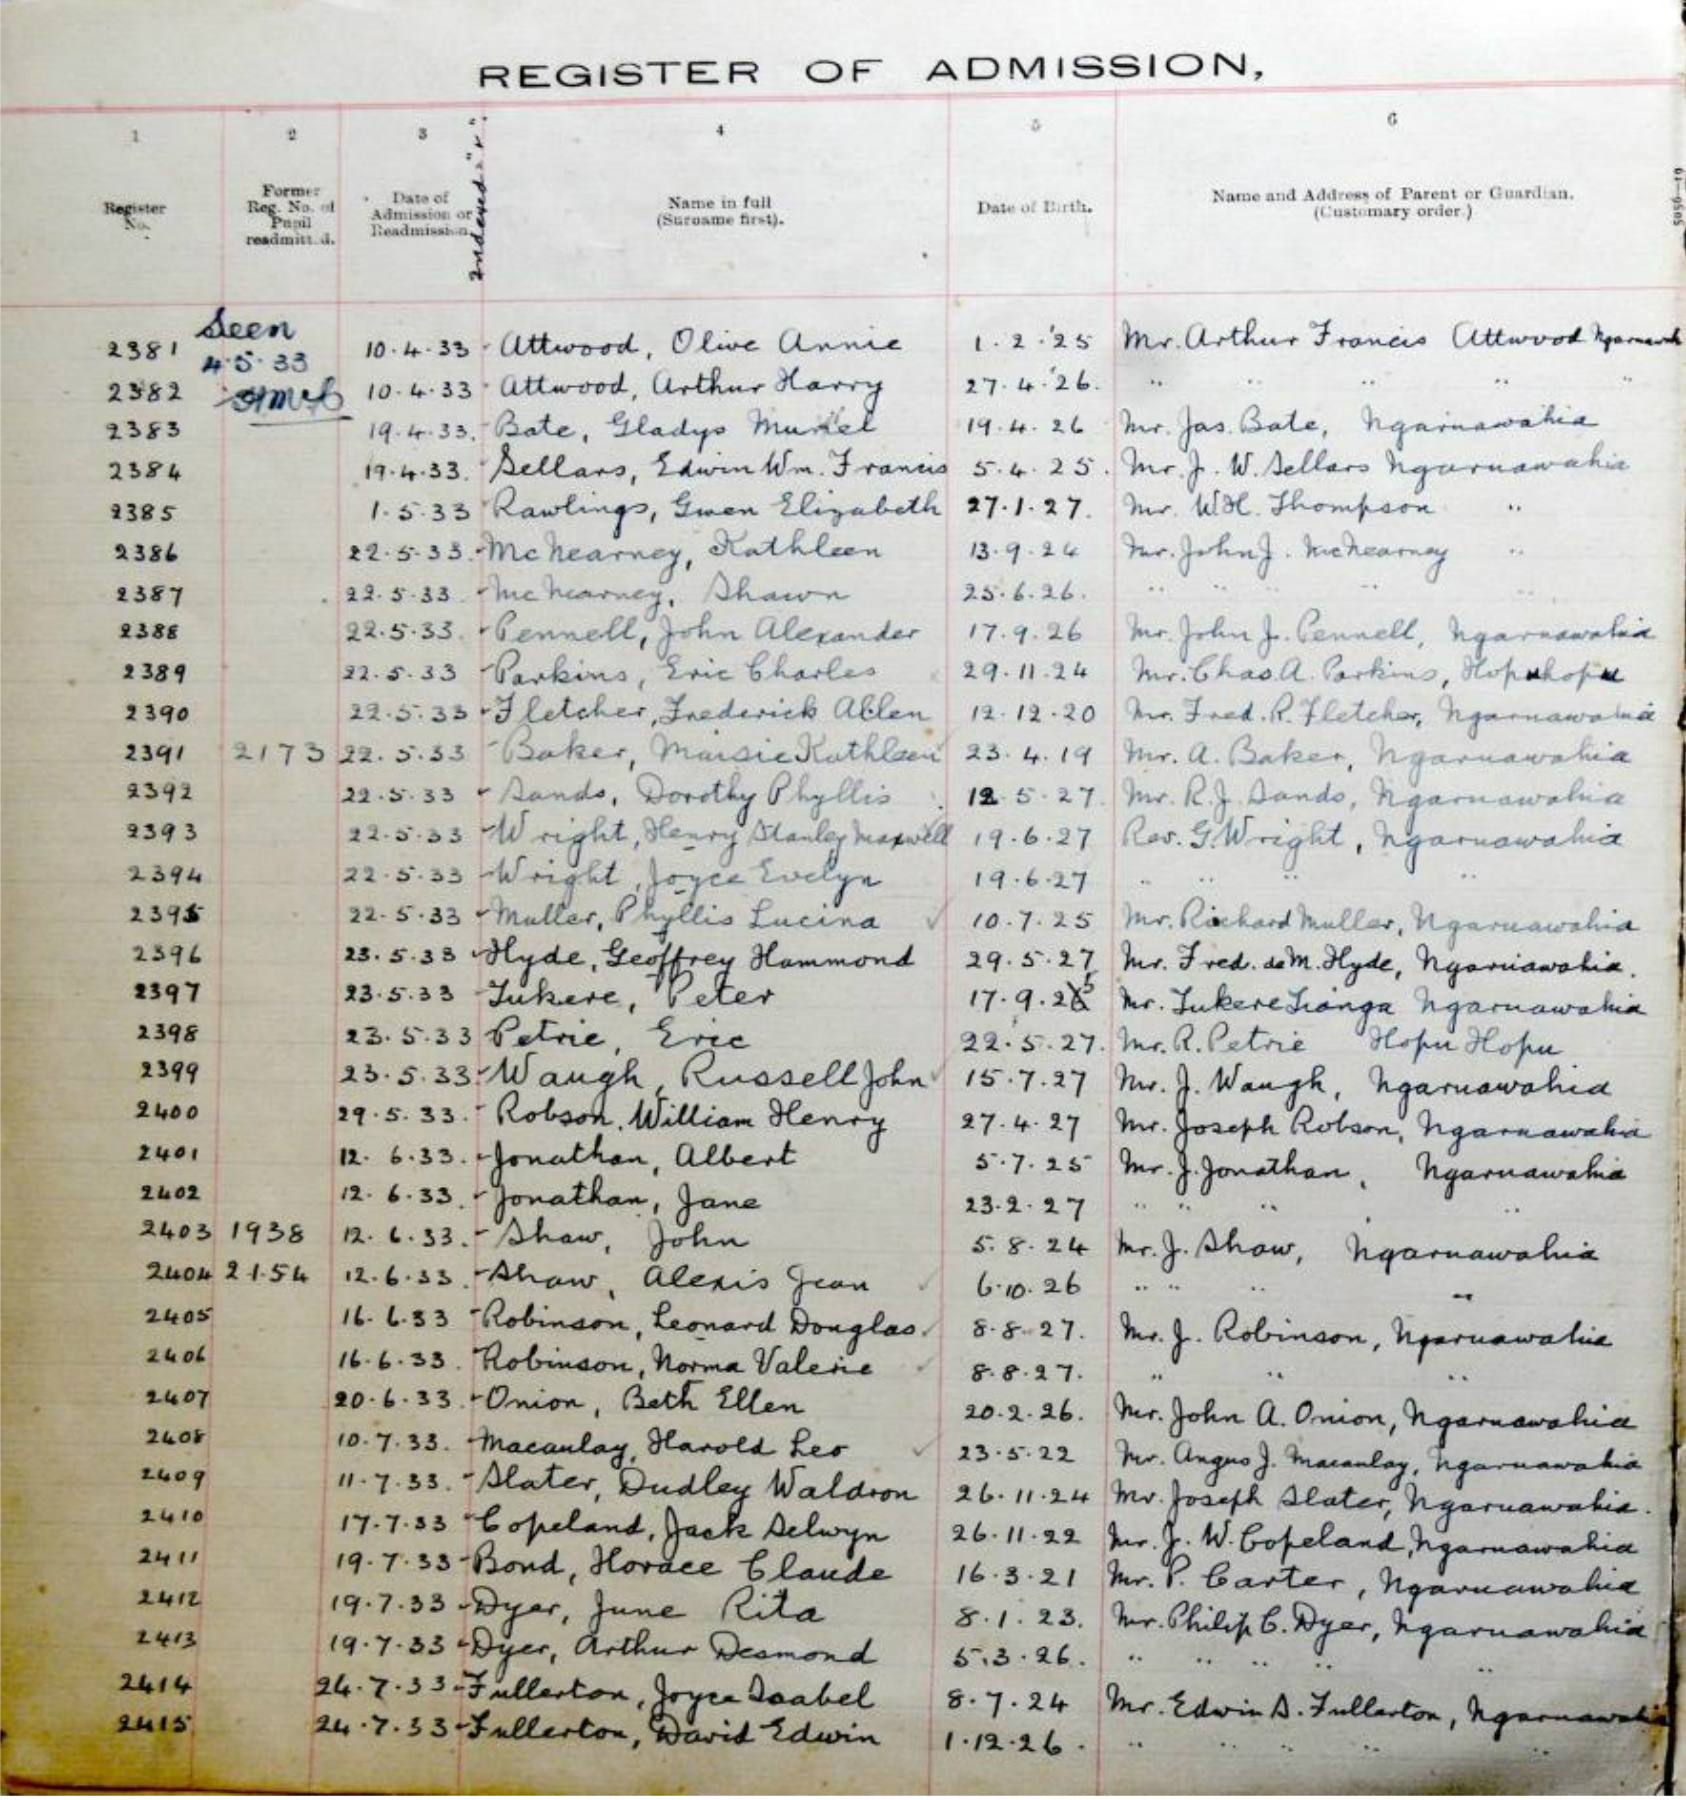 REGISTER OF ADMISSION,
1 2 3 4 5 6
Register No.
Former Reg. No. of Pupil readmitted.
Date of Admission or Readmission
Indexed "✓"
Name in full (Surname first).
Date of Birth.
Name and Address of Parent or Guardian. (Customary order.)
Seen
4.5.33
2381 10.4.33 Attwood, Olive Annie 1.2.'25 Mr. Arthur Francis Attwood Ngaruawahia
2382 10.4.33 Attwood, Arthur Harry 27.4.'26. " " " " "
2383 19.4.33. Bate, Gladys Muriel 19.4.26 Mr. Jas. Bate, Ngaruawahia
2384 19.4.33. Sellars, Edwin Wm. Francis 5.4.25. Mr. J. W. Sellars Ngaruawahia
2385 1.5.33 Rawlings, Gwen Elizabeth 27.1.27. Mr. W.H. Thompson "
2386 22.5.33. McNearney, Kathleen 13.9.24 Mr. John J. McNearney "
2387 22.5.33 McNearney, Shawn 25.6.26. " " " "
2388 22.5.33. Pennell, John Alexander 17.9.26 Mr. John J. Pennell, Ngaruawahia
2389 22.5.33 Parkins, Eric Charles 29.11.24 Mr. Chas. A. Parkins, Hopuhopu
2390 22.5.33 Fletcher, Frederick Allen 12.12.20 Mr. Fred. R. Fletcher, Ngaruawahia
2391 2173 22.5.33 Baker, Maisie Kathleen 23.4.19 Mr. A. Baker, Ngaruawahia
2392 22.5.33 Sands, Dorothy Phyllis 12.5.27. Mr. R.J. Sands, Ngaruawahia
2393 22.5.33 Wright, Henry Stanley Maxwell 19.6.27 Rev. G. Wright, Ngaruawahia
2394 22.5.33 Wright, Joyce Evelyn 19.6.27 " " " "
2395 22.5.33 Muller, Phyllis Lucina 10.7.25 Mr. Richard Muller, Ngaruawahia
2396 23.5.33 Hyde, Geoffrey Hammond 29.5.27 Mr. Fred. de M. Hyde, Ngaruawahia.
2397 23.5.33 Tukere, Peter 17.9.25 Mr. Tukere Tianga Ngaruawahia
2398 23.5.33 Petrie, Eric 22.5.27. Mr. R. Petrie Hopu Hopu
2399 23.5.33 Waugh, Russell John 15.7.27 Mr. J. Waugh, Ngaruawahia
2400 29.5.33. Robson, William Henry 27.4.27 Mr. Joseph Robson, Ngaruawahia
2401 12.6.33. Jonathan, Albert 5.7.25 Mr. J. Jonathan, Ngaruawahia
2402 12.6.33. Jonathan, Jane 23.2.27 " " " "
2403 1938 12.6.33. Shaw, John 5.8.24 Mr. J. Shaw, Ngaruawahia
2404 2154 12.6.33. Shaw, Alexis Jean 6.10.26 " " " "
2405 16.6.33 Robinson, Leonard Douglas 8.8.27. Mr. J. Robinson, Ngaruawahia
2406 16.6.33. Robinson, Norma Valerie 8.8.27. " " "
2407 20.6.33. Onion, Beth Ellen 20.2.26. Mr. John A. Onion, Ngaruawahia
2408 10.7.33. Macaulay, Harold Leo 23.5.22 Mr. Angus J. Macaulay, Ngaruawahia
2409 11.7.33. Slater, Dudley Waldron 26.11.24 Mr. Joseph Slater, Ngaruawahia.
2410 17.7.33 Copeland, Jack Selwyn 26.11.22 Mr. J. W. Copeland, Ngaruawahia
2411 19.7.33 Bond, Horace Claude 16.3.21 Mr. P. Carter, Ngaruawahia
2412 19.7.33 Dyer, June Rita 8.1.23. Mr. Philip C. Dyer, Ngaruawahia
2413 19.7.33 Dyer, Arthur Desmond 5.3.26. " " " " "
2414 24.7.33 Fullerton, Joyce Isabel 8.7.24 Mr. Edwin S. Fullerton, Ngaruawahia
2415 24.7.33 Fullerton, David Edwin 1.12.26. " " " " "